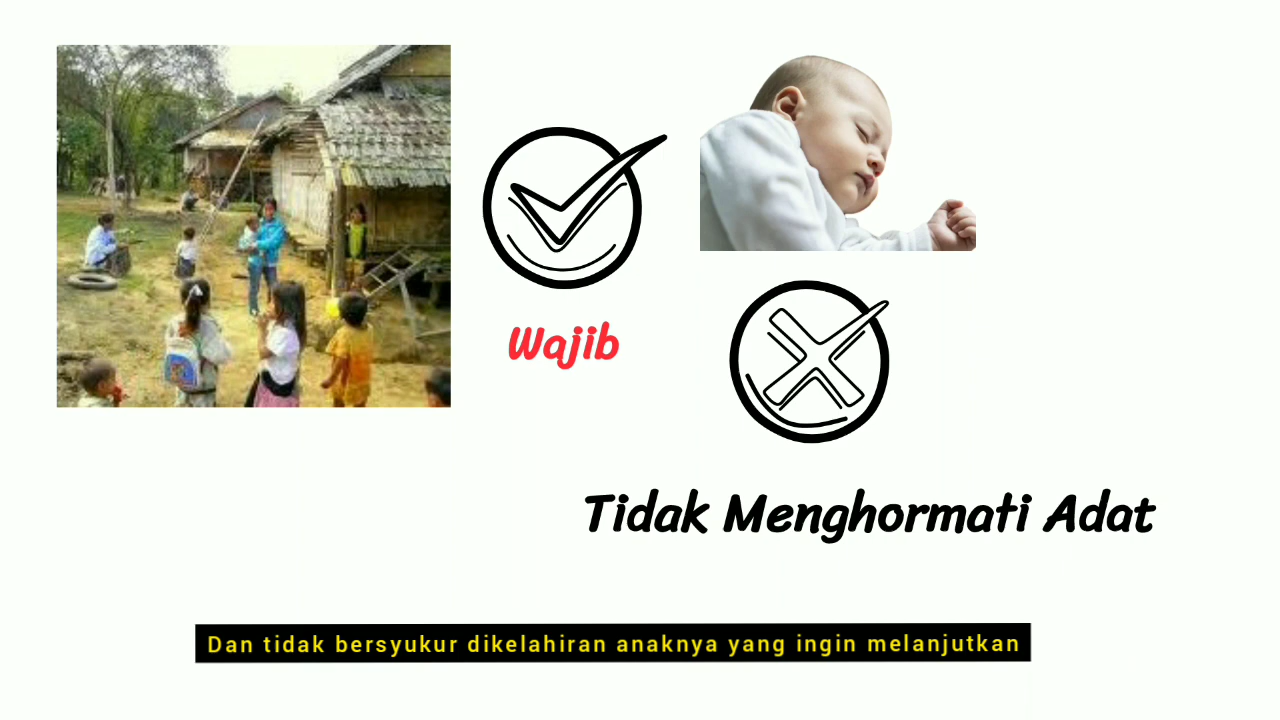 Wajib
Tidak Menghormati Adat
Dan tidak bersyukur dikelahiran anaknya yang ingin melanjutkan